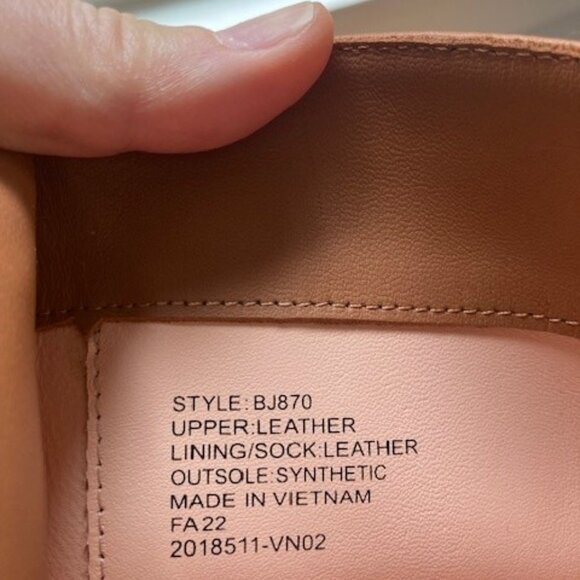 STYLE:BJ870
UPPER:LEATHER
LINING/SOCK:LEATHER
OUTSOLE:SYNTHETIC
MADE IN VIETNAM
FA22
2018511-VN02